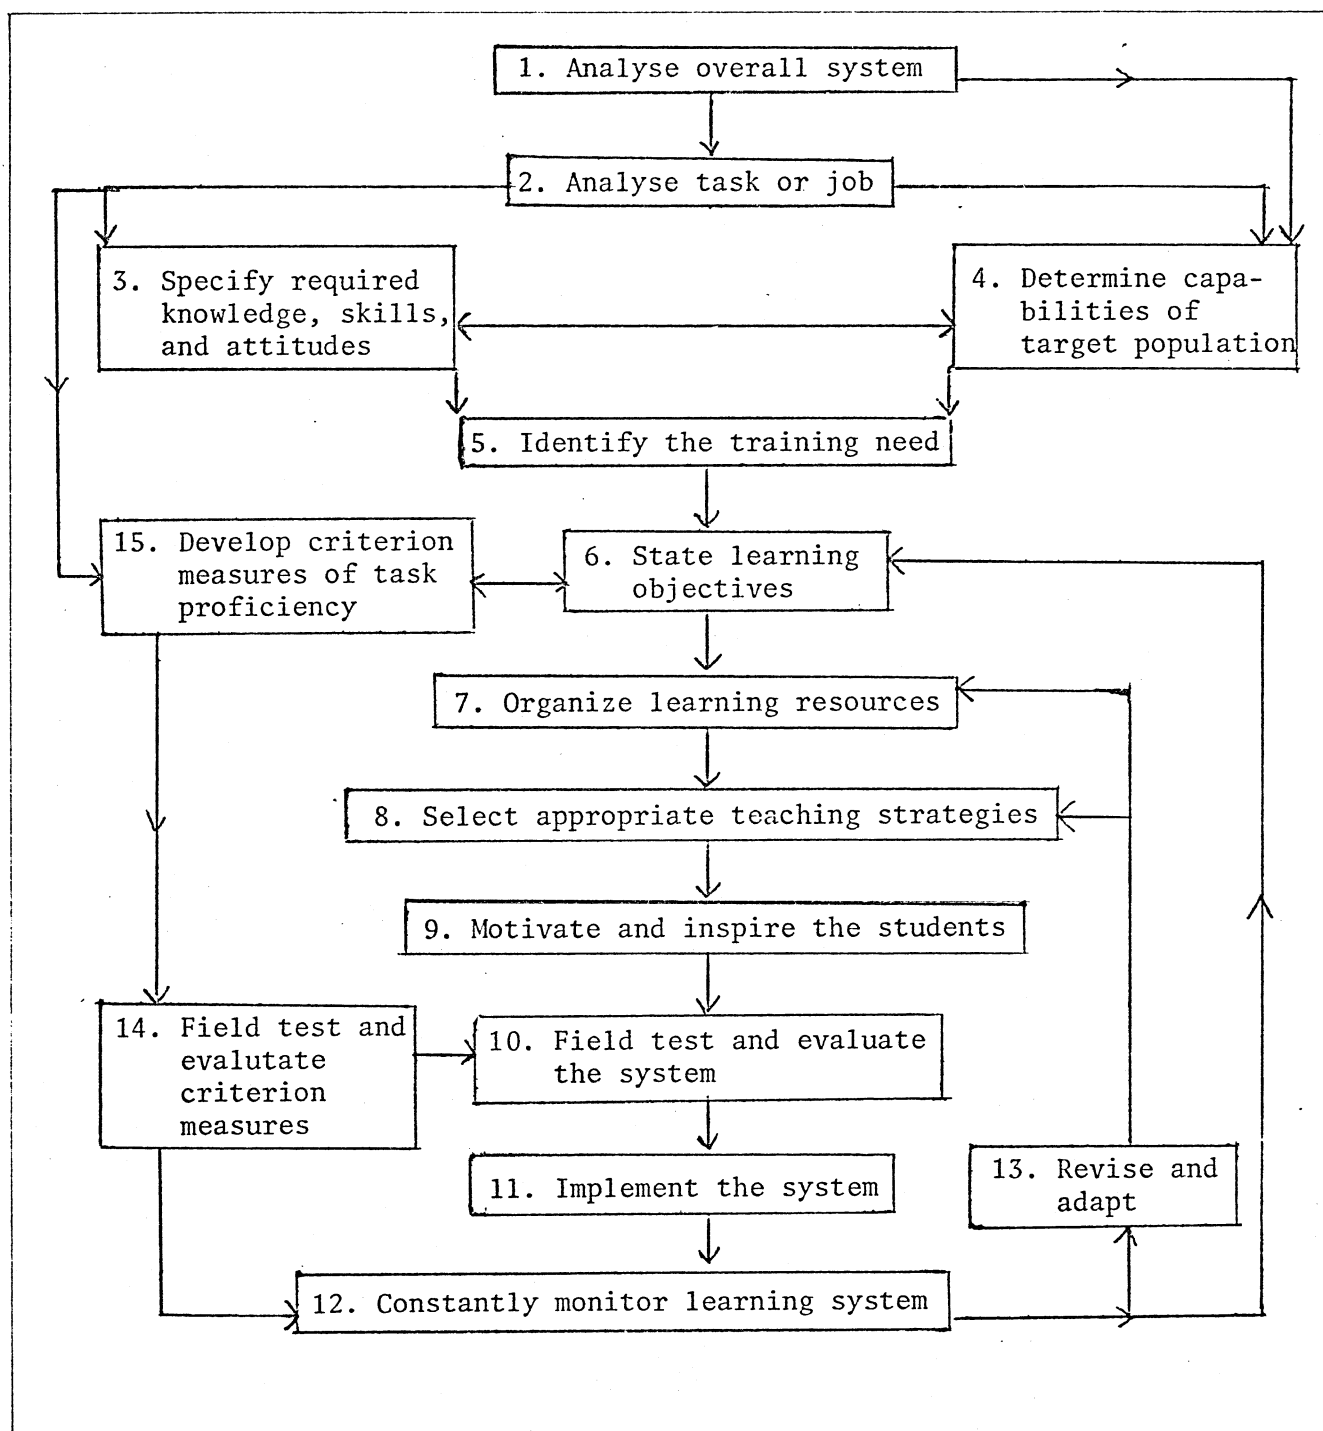 1. Analyse overall system
2. Analyse task or job
3. Specify required
knowledge, skills,
and attitudes
4. Determine capa-
bilities of
target population
5. Identify the training need
15. Develop criterion
measures of task
proficiency
6. State learning
objectives
7. Organize learning resources
8. Select appropriate teaching strategies
9. Motivate and inspire the students
14. Field test and
evalutate
criterion
measures
10. Field test and evaluate
the system
11. Implement the system
13. Revise and
adapt
12. Constantly monitor learning system